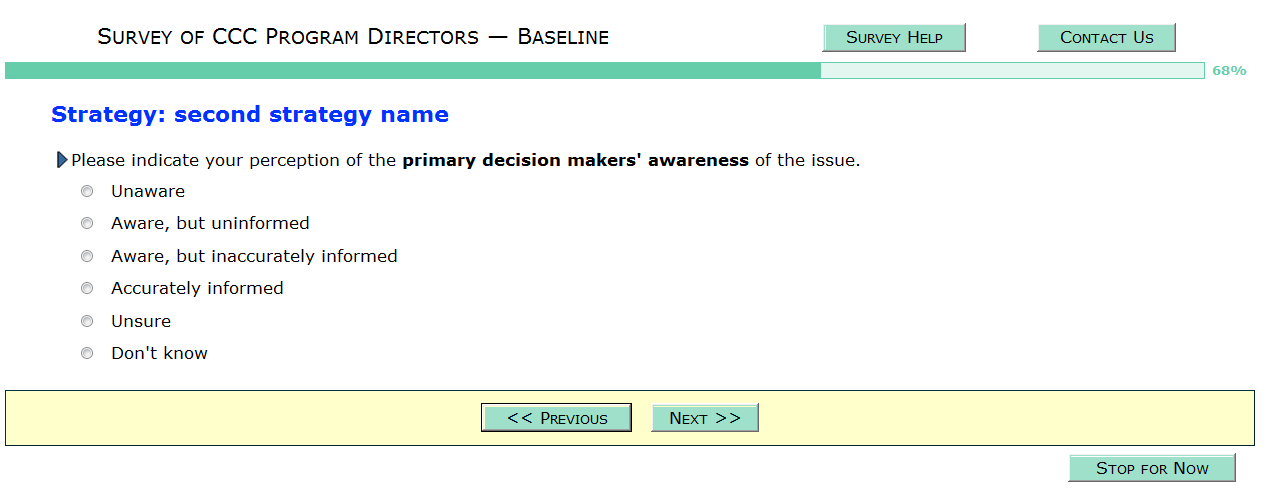 Survey of CCC Program Directors — Baseline
Survey Help
Contact Us
68%
Strategy: second strategy name
Please indicate your perception of the primary decision makers' awareness of the issue.
Unaware
Aware, but uninformed
Aware, but inaccurately informed
Accurately informed
Unsure
Don't know
<< Previous
Next >>
Stop for Now